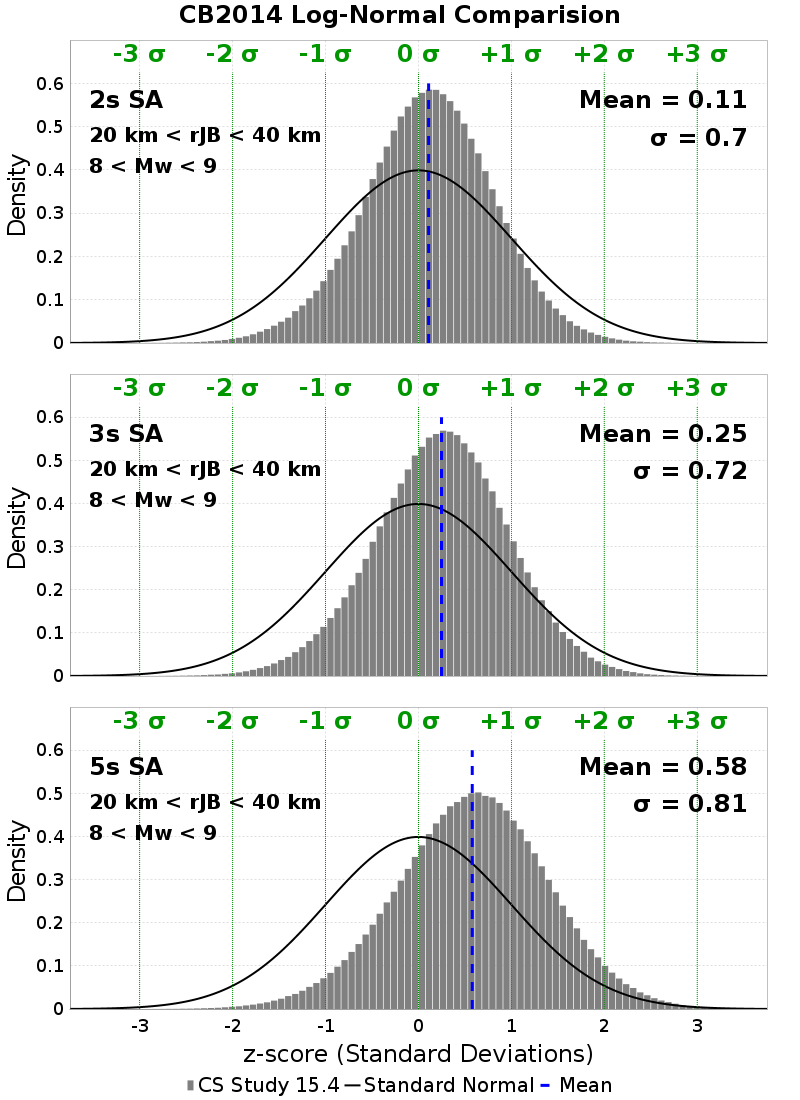 CB2014 Log-Normal Comparision
-3 σ -2 σ -1 σ 0 σ +1 σ +2 σ +3 σ
0.6
2s SA Mean = 0.11
0.5
20 km < rJB < 40 km σ = 0.7
8 < Mw < 9
0.4
0.3
0.2
0.1
0
Density
-3 σ -2 σ -1 σ 0 σ +1 σ +2 σ +3 σ
0.6
3s SA Mean = 0.25
0.5
20 km < rJB < 40 km σ = 0.72
8 < Mw < 9
0.4
0.3
0.2
0.1
0
Density
-3 σ -2 σ -1 σ 0 σ +1 σ +2 σ +3 σ
0.6
5s SA Mean = 0.58
0.5
20 km < rJB < 40 km σ = 0.81
8 < Mw < 9
0.4
0.3
0.2
0.1
0
Density
-3 -2 -1 0 1 2 3
z-score (Standard Deviations)
CS Study 15.4 Standard Normal Mean